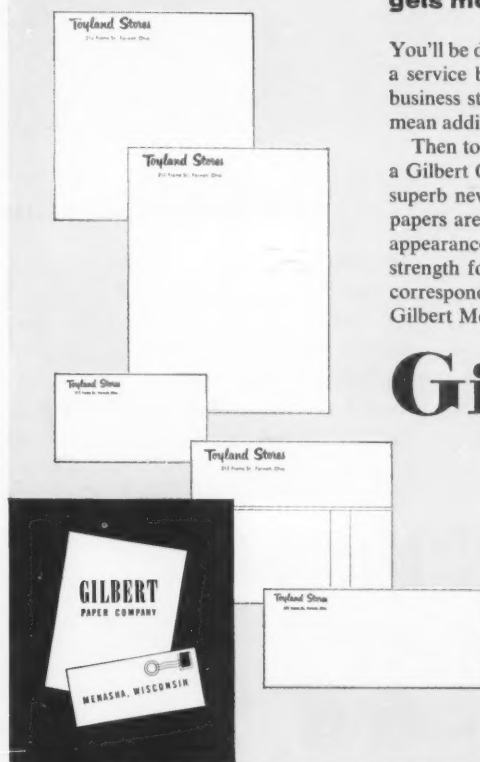 gets mo
You'll be d
a service b
business st
mean addi
Then to
a Gilbert C
superb nev
papers are
appearance
strength fo
correspond
Gilbert Me
Gi
Toyland Stores
Toyland Stores
Toyland Stores
Toyland Stores
Toyland Stores
GILBERT
PAPER COMPANY
MENASHA, WISCONSIN